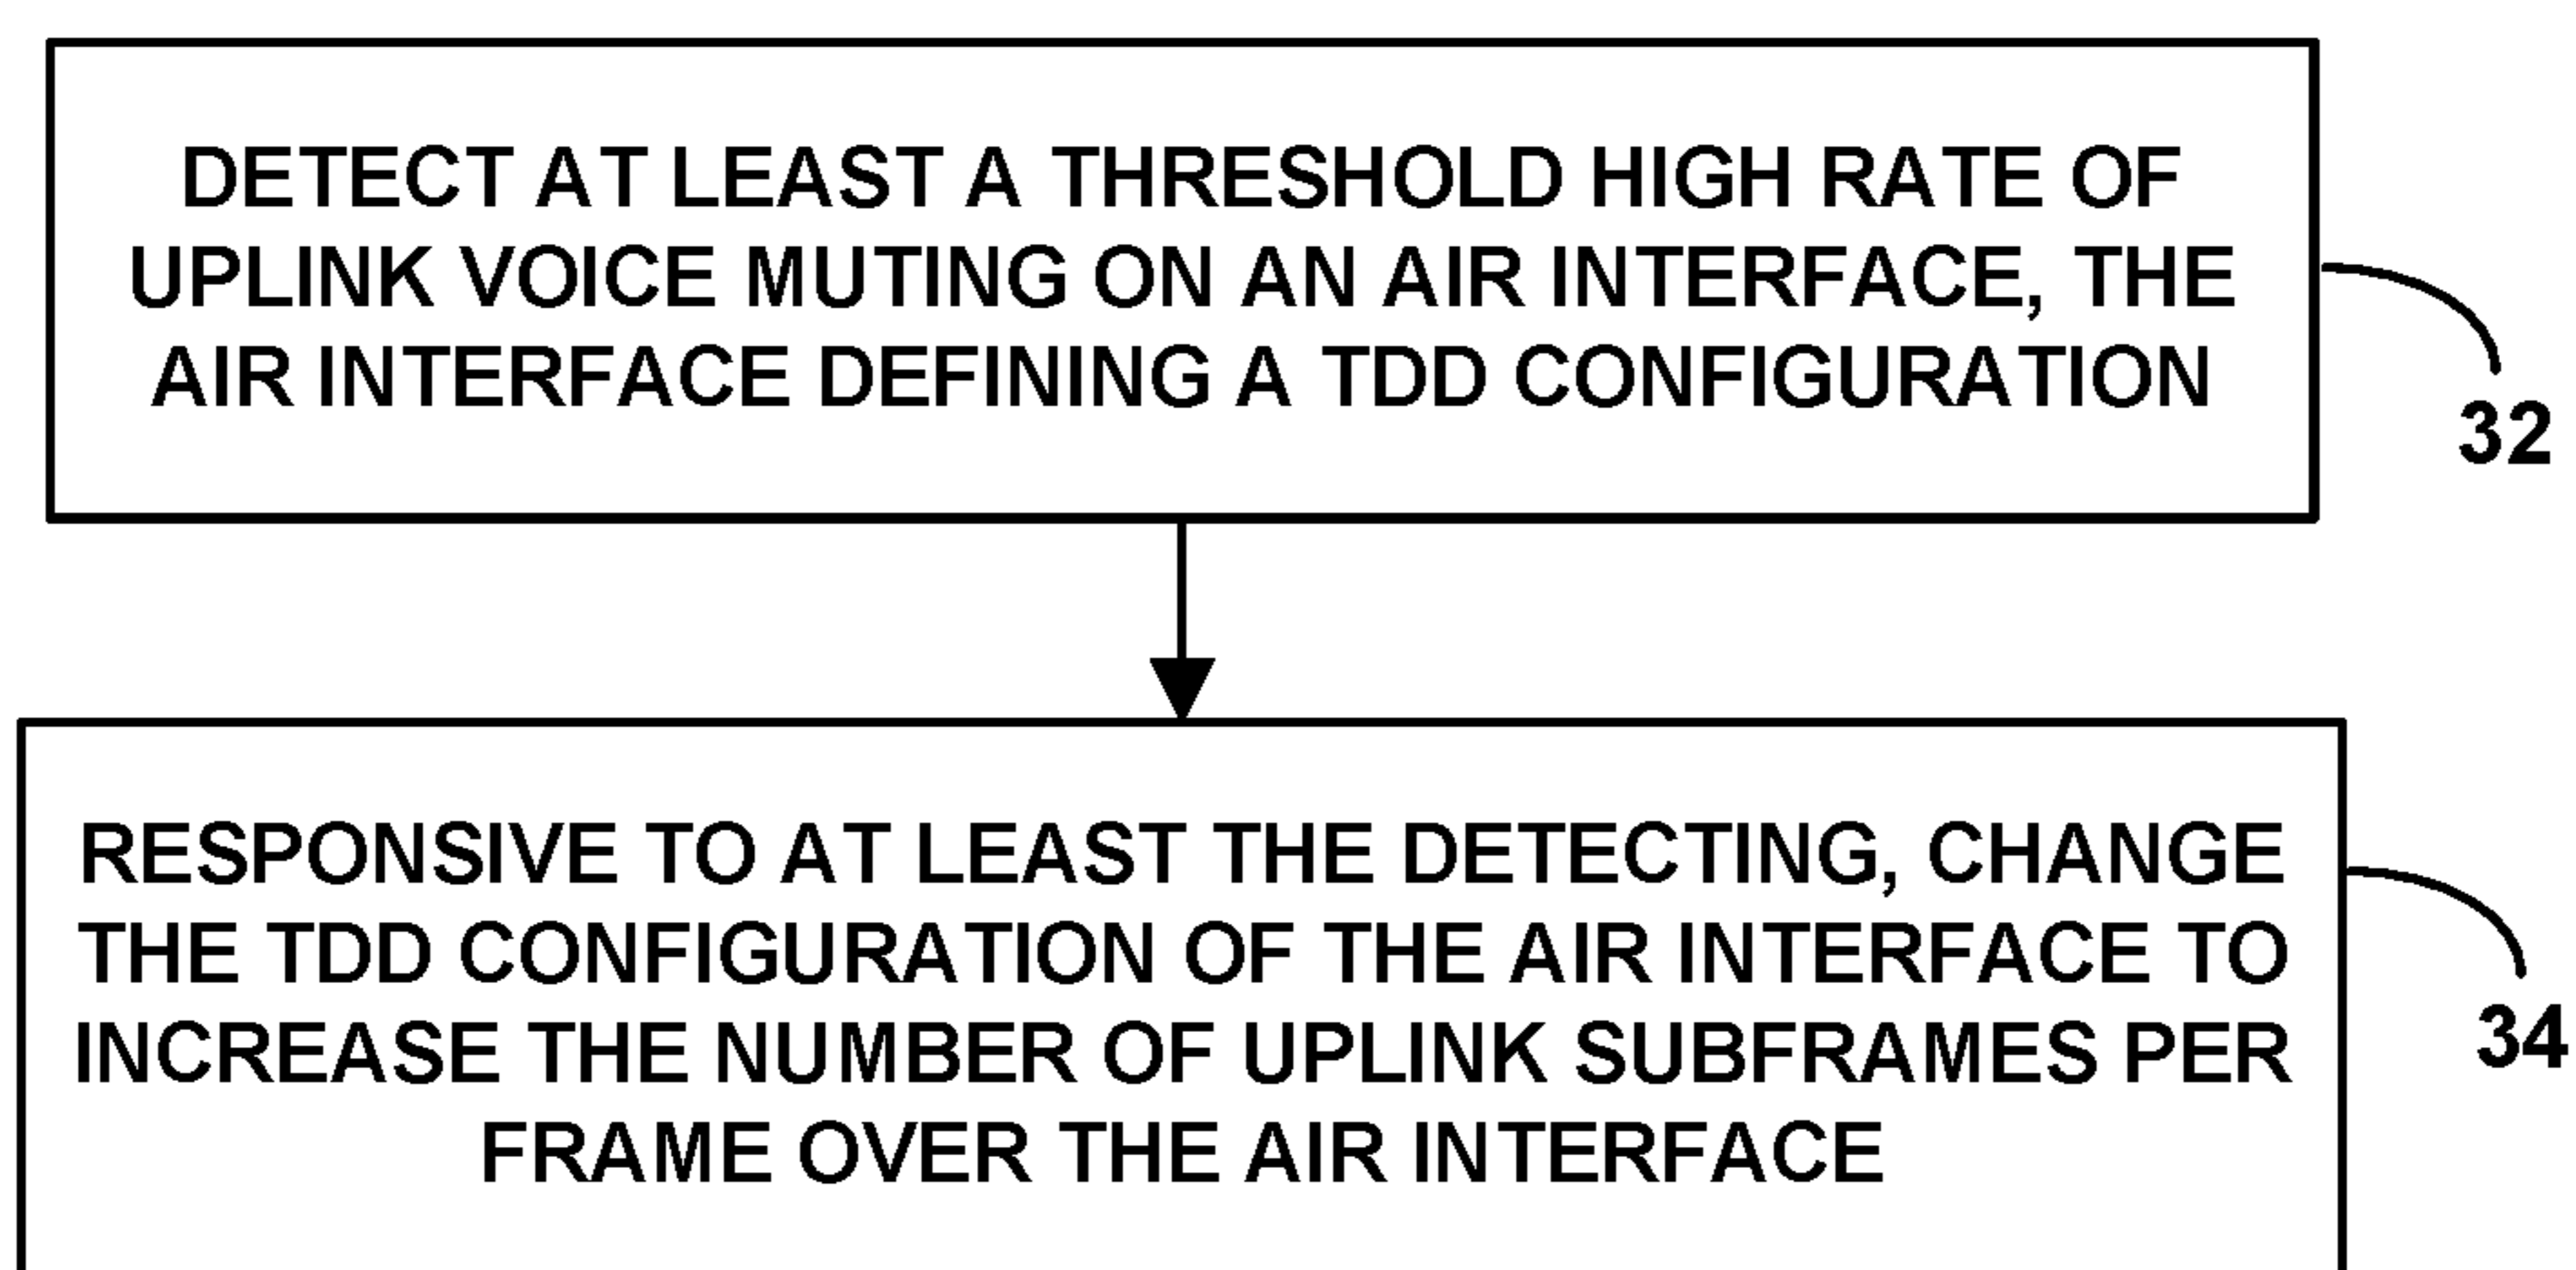 DETECT AT LEAST A THRESHOLD HIGH RATE OF
UPLINK VOICE MUTING ON AN AIR INTERFACE, THE
AIR INTERFACE DEFINING A TDD CONFIGURATION
32
RESPONSIVE TO AT LEAST THE DETECTING, CHANGE
THE TDD CONFIGURATION OF THE AIR INTERFACE TO
INCREASE THE NUMBER OF UPLINK SUBFRAMES PER
FRAME OVER THE AIR INTERFACE
34